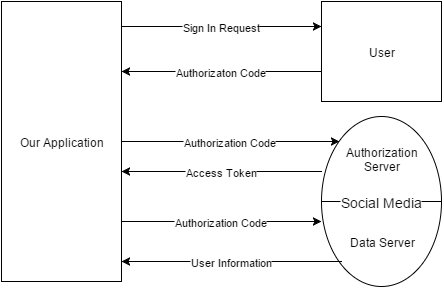 Sign In Request
User
Authorizaton Code
Our Application
Authorization Code
Authorization
Server
Access Token
Social Media
Authorization Code
Data Server
User Information